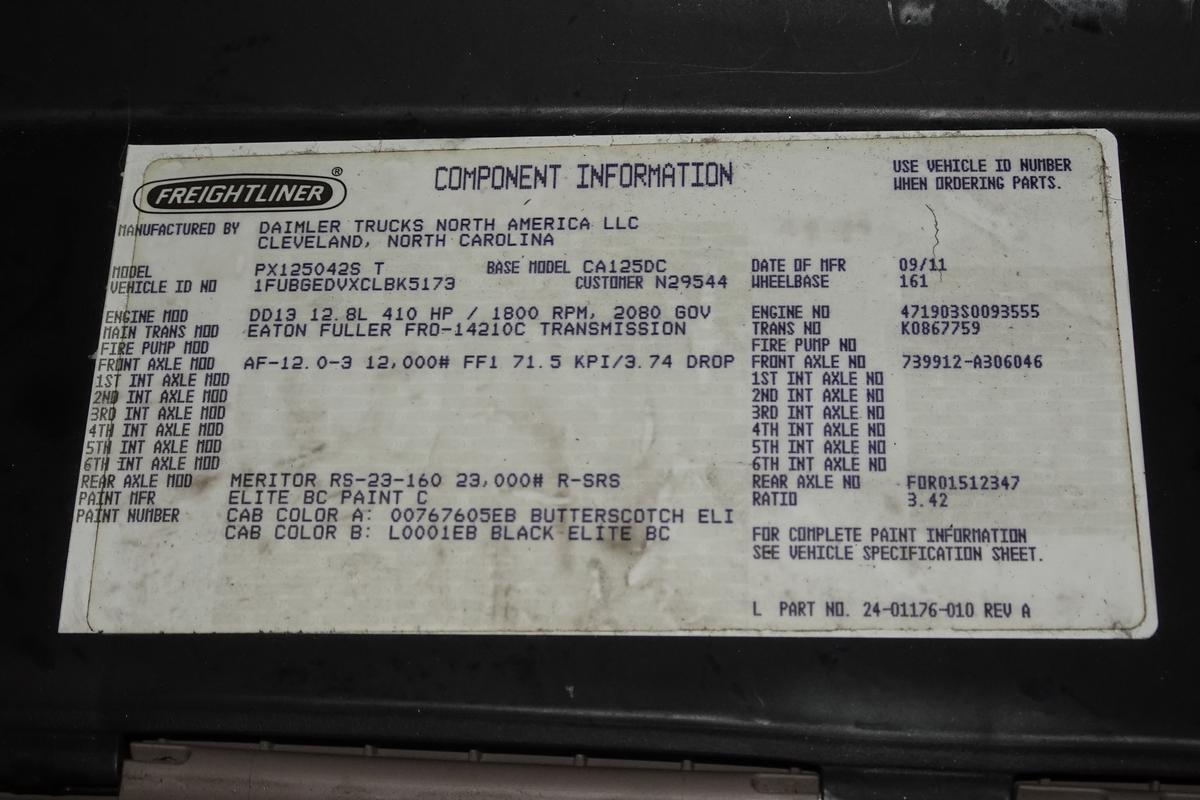 FREIGHTLINER®
COMPONENT INFORMATION
USE VEHICLE ID NUMBER
WHEN ORDERING PARTS.
MANUFACTURED BY DAIMLER TRUCKS NORTH AMERICA LLC
CLEVELAND, NORTH CAROLINA
MODEL PX125042S T BASE MODEL CA125DC DATE OF MFR 09/11
VEHICLE ID NO 1FUBGEDVXCLBK5173 CUSTOMER N29544 WHEELBASE 161
ENGINE MOD DD13 12.8L 410 HP / 1800 RPM, 2080 GOV ENGINE NO 471903S0093555
MAIN TRANS MOD EATON FULLER FRO-14210C TRANSMISSION TRANS NO K0867759
FIRE PUMP MOD FIRE PUMP NO
FRONT AXLE MOD AF-12.0-3 12,000# FF1 71.5 KPI/3.74 DROP FRONT AXLE NO 739912-A306046
1ST INT AXLE MOD 1ST INT AXLE NO
2ND INT AXLE MOD 2ND INT AXLE NO
3RD INT AXLE MOD 3RD INT AXLE NO
4TH INT AXLE MOD 4TH INT AXLE NO
5TH INT AXLE MOD 5TH INT AXLE NO
6TH INT AXLE MOD 6TH INT AXLE NO
REAR AXLE MOD MERITOR RS-23-160 23,000# R-SRS REAR AXLE NO FOR01512347
PAINT MFR ELITE BC PAINT C RATIO 3.42
PAINT NUMBER CAB COLOR A: 00767605EB BUTTERSCOTCH ELI
CAB COLOR B: L0001EB BLACK ELITE BC
FOR COMPLETE PAINT INFORMATION
SEE VEHICLE SPECIFICATION SHEET.
L PART NO. 24-01176-010 REV A